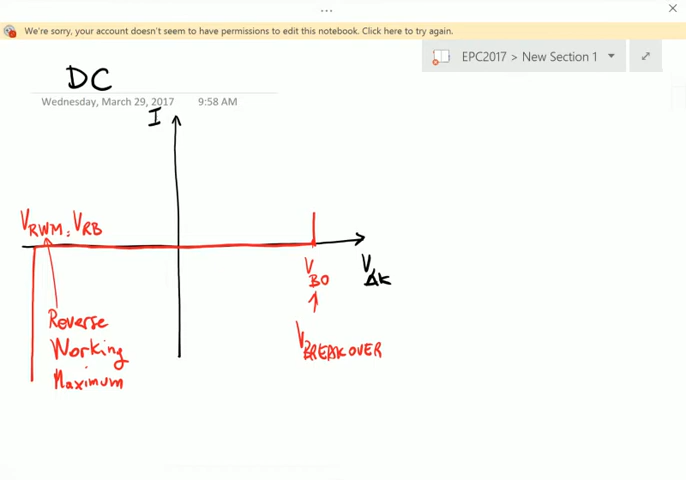 ...
We're sorry, your account doesn't seem to have permissions to edit this notebook. Click here to try again.
EPC2017 > New Section 1
DC
Wednesday, March 29, 2017 9:58 AM
I
VRWM, VRB
VBO
VAK
Reverse
Working
Maximum
VBREAKOVER